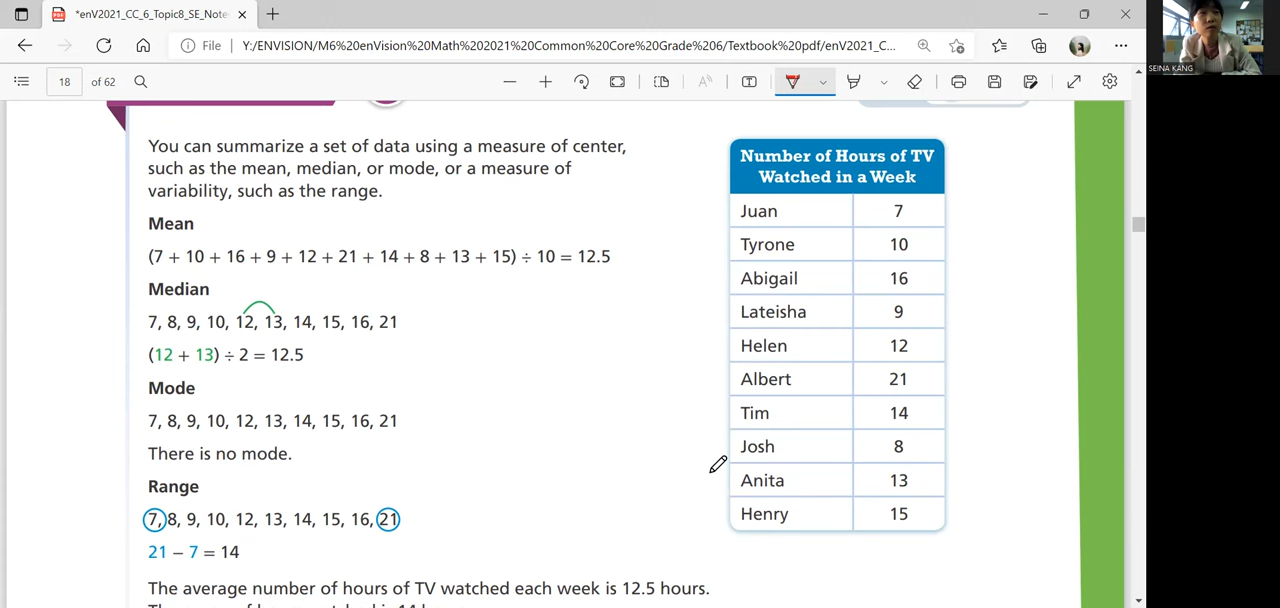 *enV2021_CC_6_Topic8_SE_Note
File
Y:/ENVISION/M6%20enVision%20Math%202021%20Common%20Core%20Grade%206/Textbook%20pdf/enV2021_C...
SEINA KANG
18
of 62
You can summarize a set of data using a measure of center,
such as the mean, median, or mode, or a measure of
variability, such as the range.
Mean
(7 + 10 + 16 + 9 + 12 + 21 + 14 + 8 + 13 + 15) ÷ 10 = 12.5
Median
7, 8, 9, 10, 12, 13, 14, 15, 16, 21
(12 + 13) ÷ 2 = 12.5
Mode
7, 8, 9, 10, 12, 13, 14, 15, 16, 21
There is no mode.
Range
7, 8, 9, 10, 12, 13, 14, 15, 16, 21
21 − 7 = 14
The average number of hours of TV watched each week is 12.5 hours.
Number of Hours of TV
Watched in a Week
Juan 7
Tyrone 10
Abigail 16
Lateisha 9
Helen 12
Albert 21
Tim 14
Josh 8
Anita 13
Henry 15